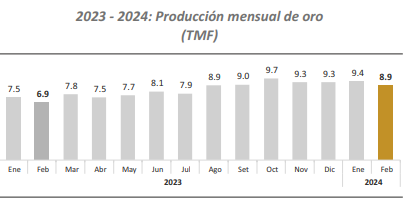 2023 - 2024: Producción mensual de oro
(TMF)
7.5 6.9 7.8 7.5 7.7 8.1 7.9 8.9 9.0 9.7 9.3 9.3 9.4 8.9
Ene Feb Mar Abr May Jun Jul Ago Set Oct Nov Dic Ene Feb
2023 2024